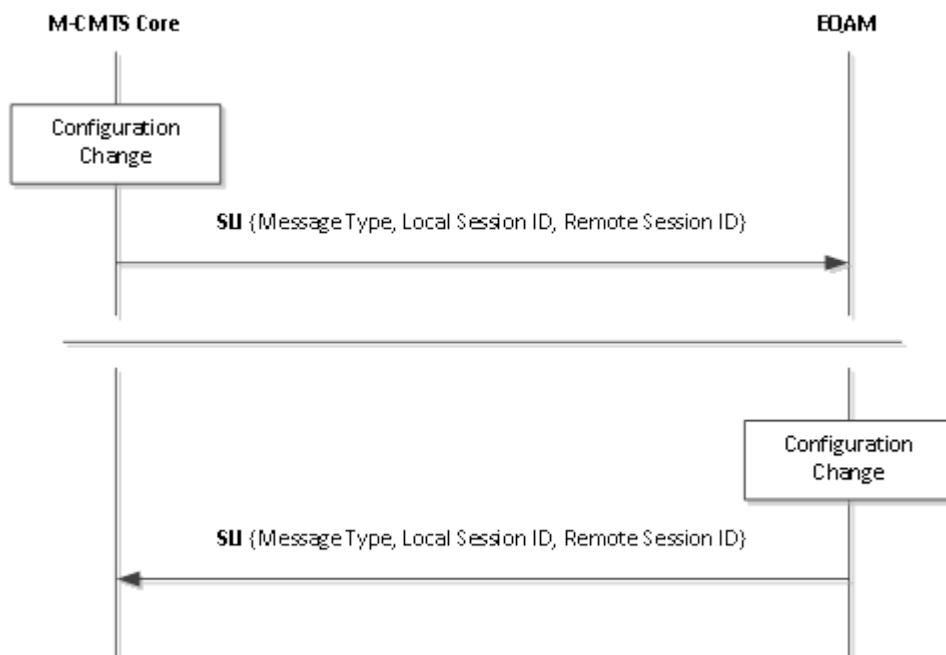 M-CMTS Core
EQAM
Configuration
Change
SLI {Message Type, Local Session ID, Remote Session ID}
Configuration
Change
SLI {Message Type, Local Session ID, Remote Session ID}